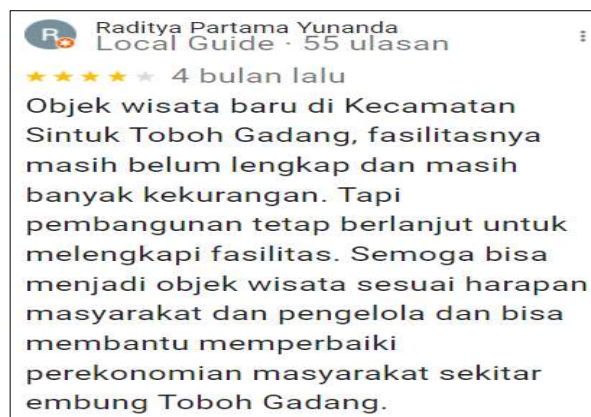 R
Raditya Partama Yunanda
Local Guide · 55 ulasan
4 bulan lalu
Objek wisata baru di Kecamatan
Sintuk Toboh Gadang, fasilitasnya
masih belum lengkap dan masih
banyak kekurangan. Tapi
pembangunan tetap berlanjut untuk
melengkapi fasilitas. Semoga bisa
menjadi objek wisata sesuai harapan
masyarakat dan pengelola dan bisa
membantu memperbaiki
perekonomian masyarakat sekitar
embung Toboh Gadang.